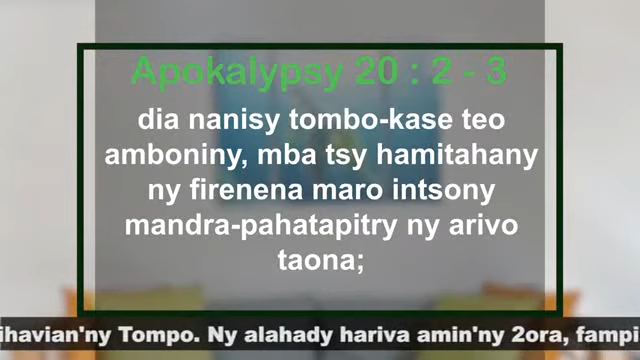 Apokalypsy 20 : 2 - 3
dia nanisy tombo-kase teo
amboniny, mba tsy hamitahany
ny firenena maro intsony
mandra-pahatapitry ny arivo
taona;
ihavian'ny Tompo. Ny alahady hariva amin'ny 2ora, fampi